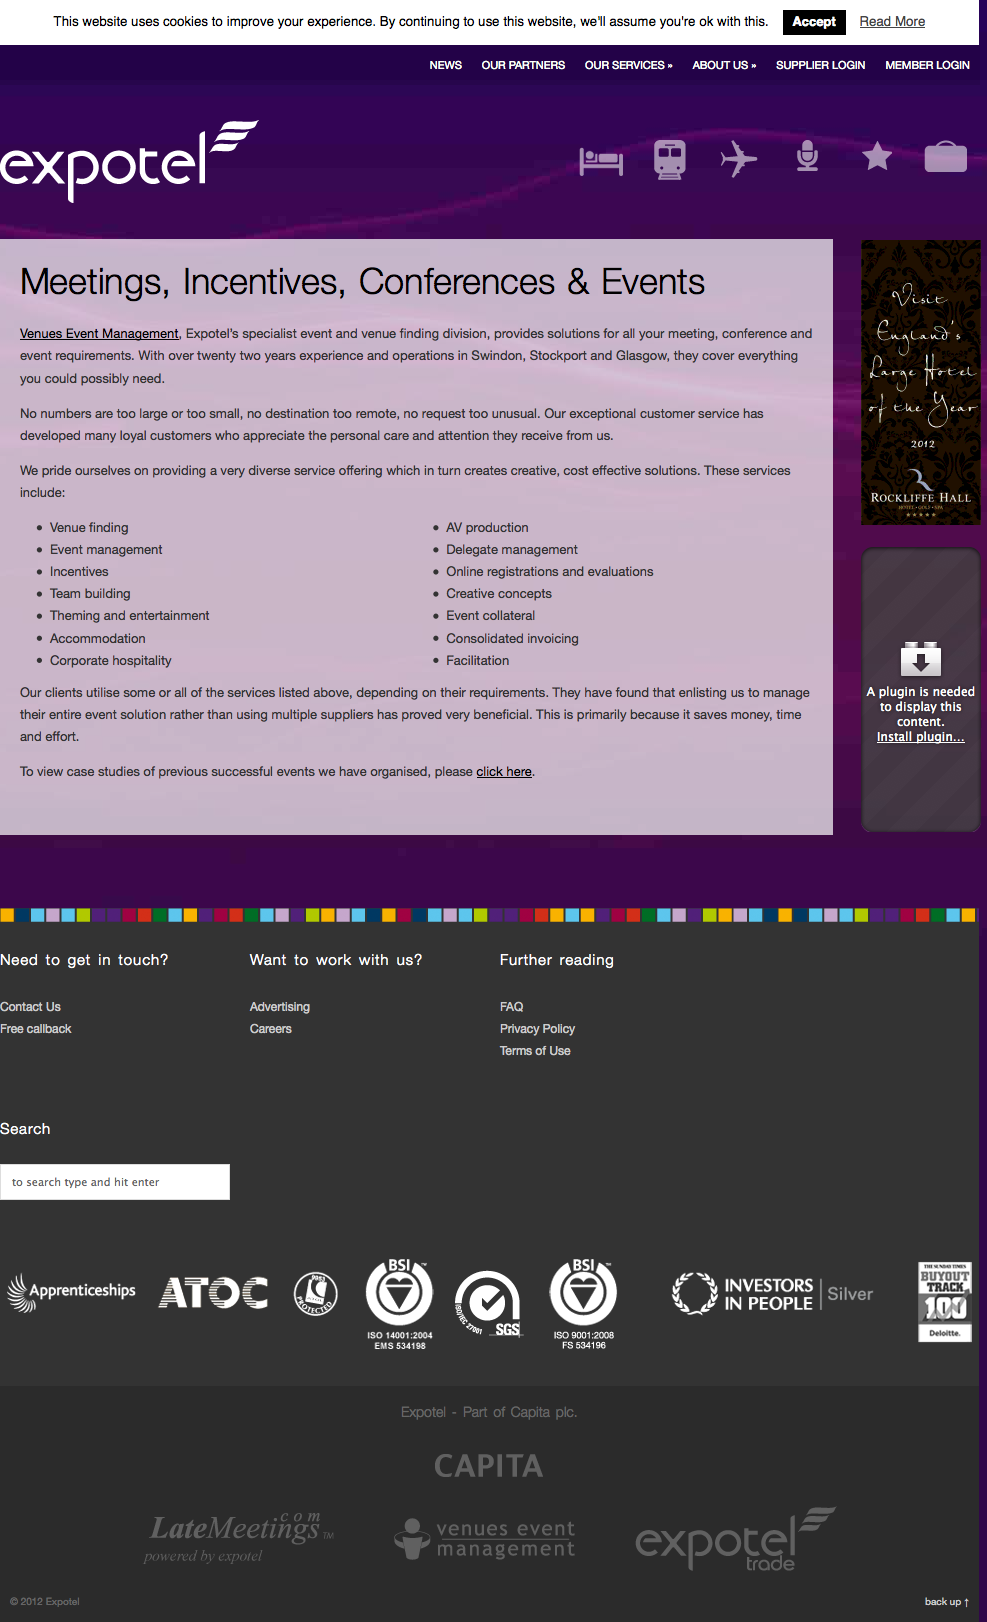 This website uses cookies to improve your experience. By continuing to use this website, we'll assume you're ok with this. Accept Read More
NEWS OUR PARTNERS OUR SERVICES » ABOUT US » SUPPLIER LOGIN MEMBER LOGIN
expotel
Meetings, Incentives, Conferences & Events
Venues Event Management, Expotel's specialist event and venue finding division, provides solutions for all your meeting, conference and
event requirements. With over twenty two years experience and operations in Swindon, Stockport and Glasgow, they cover everything
you could possibly need.
No numbers are too large or too small, no destination too remote, no request too unusual. Our exceptional customer service has
developed many loyal customers who appreciate the personal care and attention they receive from us.
We pride ourselves on providing a very diverse service offering which in turn creates creative, cost effective solutions. These services
include:
• Venue finding
• Event management
• Incentives
• Team building
• Theming and entertainment
• Accommodation
• Corporate hospitality
• AV production
• Delegate management
• Online registrations and evaluations
• Creative concepts
• Event collateral
• Consolidated invoicing
• Facilitation
Our clients utilise some or all of the services listed above, depending on their requirements. They have found that enlisting us to manage
their entire event solution rather than using multiple suppliers has proved very beneficial. This is primarily because it saves money, time
and effort.
To view case studies of previous successful events we have organised, please click here.
Visit
England's
Large Hotel
of the Year
2012
ROCKLIFFE HALL
HOTEL • GOLF • SPA
A plugin is needed
to display this
content.
Install plugin...
Need to get in touch?
Contact Us
Free callback
Want to work with us?
Advertising
Careers
Further reading
FAQ
Privacy Policy
Terms of Use
Search
to search type and hit enter
Apprenticeships
ATOC
PROTECTED
BSI
ISO 14001:2004
EMS 534198
ISO/IEC 27001
SGS
BSI
ISO 9001:2008
FS 534196
INVESTORS
IN PEOPLE
Silver
THE SUNDAY TIMES
BUYOUT
TRACK
100
Deloitte.
Expotel - Part of Capita plc.
CAPITA
LateMeetings.com TM
powered by expotel
venues event
management
expotel
trade
© 2012 Expotel
back up ↑